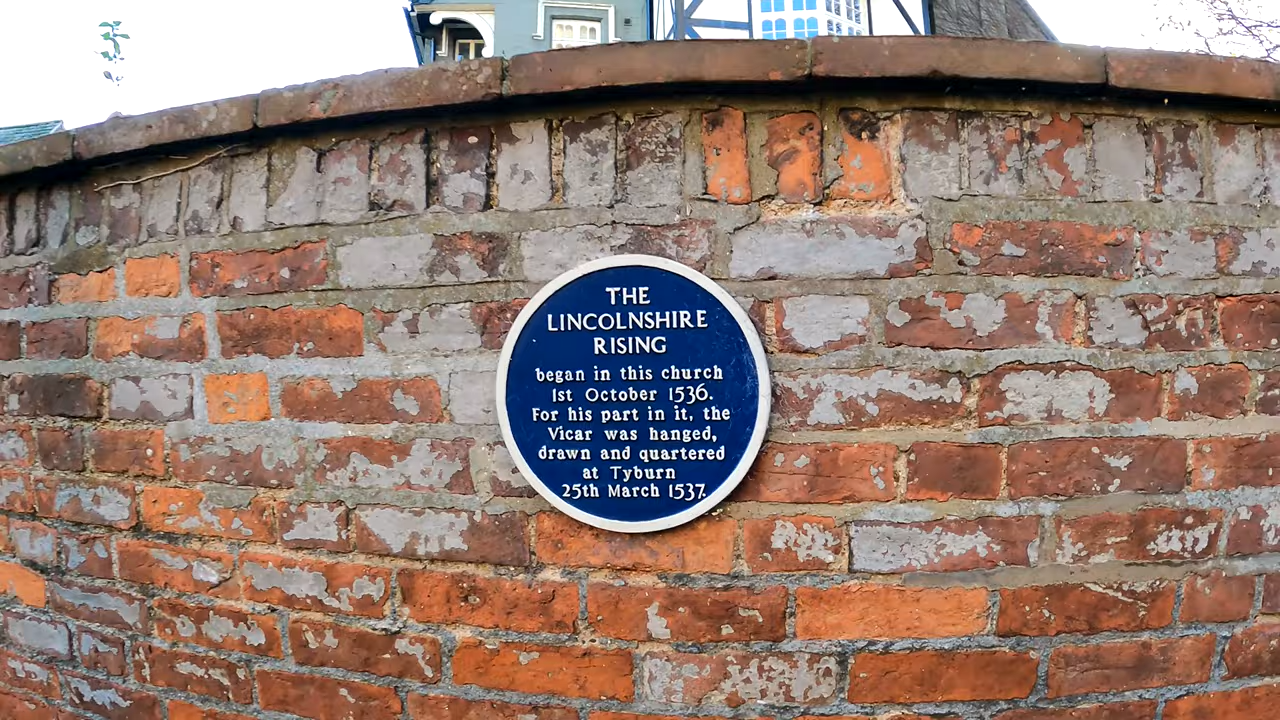 THE
LINCOLNSHIRE
RISING
began in this church
1st October 1536.
For his part in it, the
Vicar was hanged,
drawn and quartered
at Tyburn
25th March 1537.